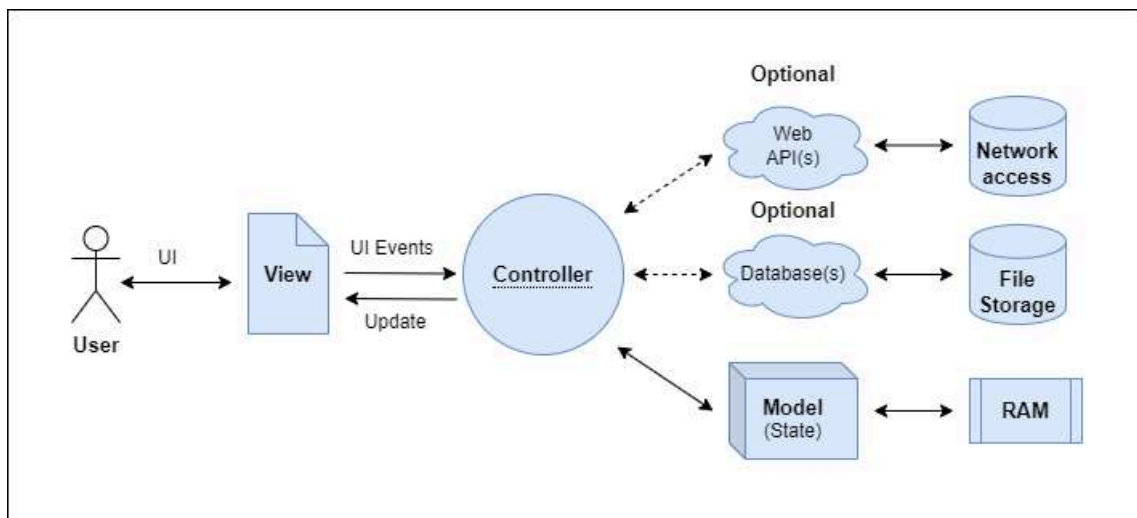 Optional
Web
API(s)
Network
access
Optional
UI
View
UI Events
Update
Controller
Database(s)
File
Storage
User
Model
(State)
RAM